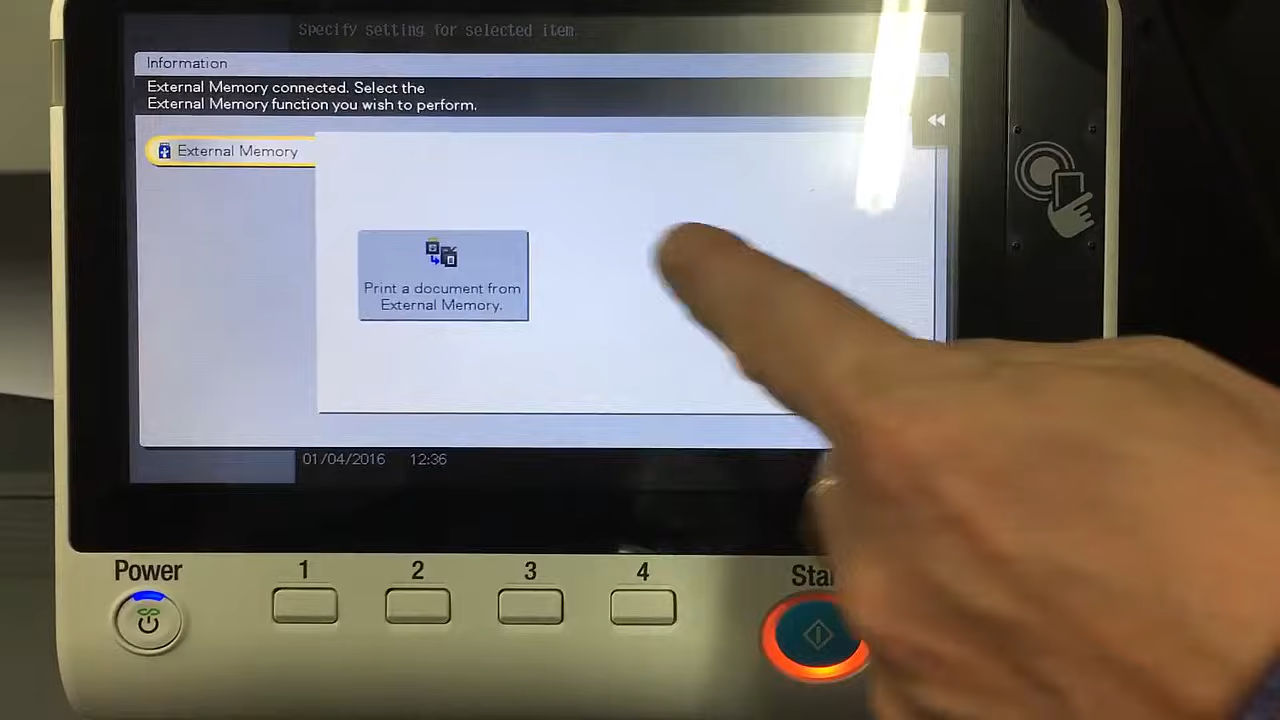 Specify setting for selected item.
Information
External Memory connected. Select the
External Memory function you wish to perform.
External Memory
Print a document from
External Memory.
01/04/2016 12:36
Power
1
2
3
4